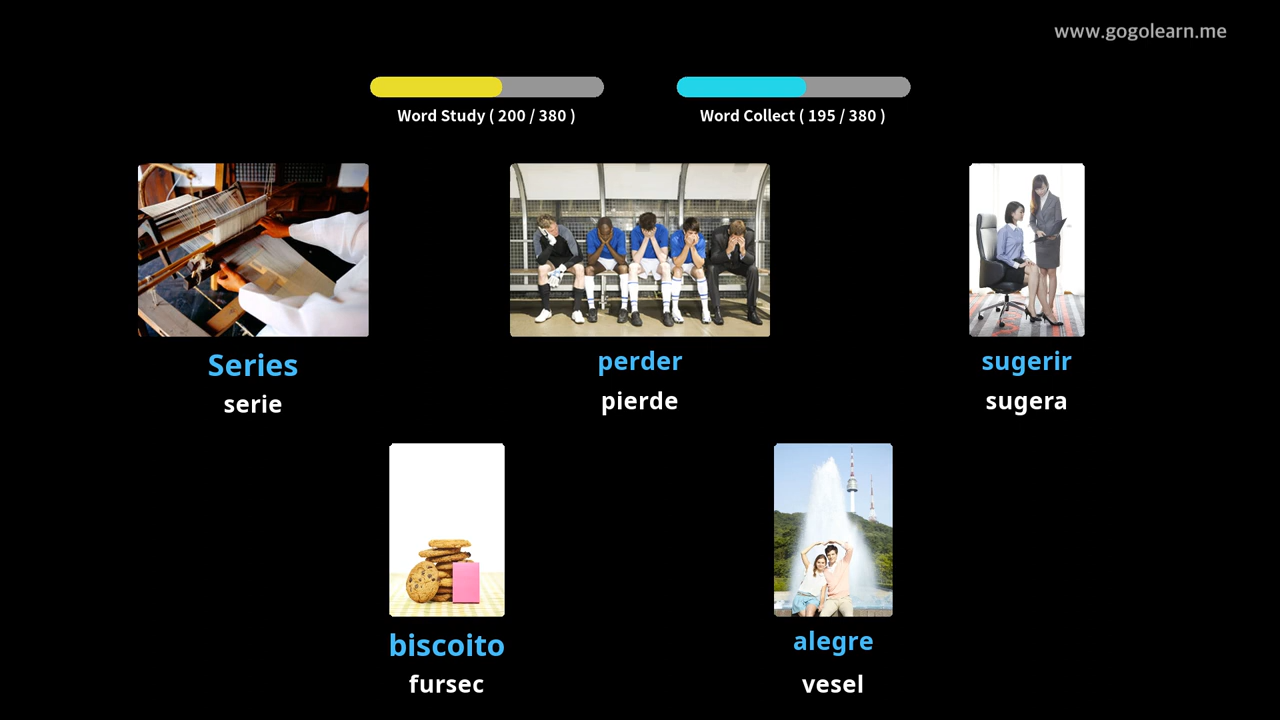 www.gogolearn.me
Word Study ( 200 / 380 )
Word Collect ( 195 / 380 )
Series
serie
perder
pierde
sugerir
sugera
biscoito
fursec
alegre
vesel